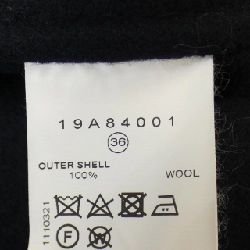 19A84001
36
OUTER SHELL
100% WOOL
1110321
F W